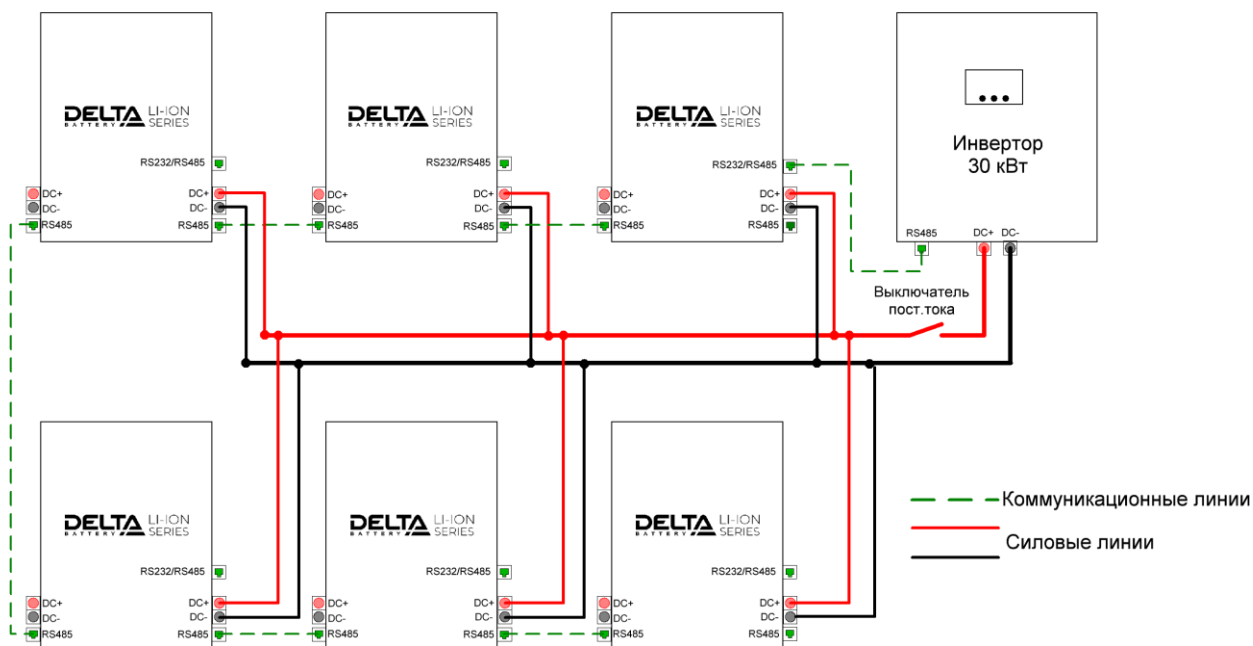 DELTA LI-ION
BATTERY SERIES
RS232/RS485
DC+ DC+
DC- DC-
RS485 RS485
DELTA LI-ION
BATTERY SERIES
RS232/RS485
DC+ DC+
DC- DC-
RS485 RS485
DELTA LI-ION
BATTERY SERIES
RS232/RS485
DC+ DC+
DC- DC-
RS485 RS485
Инвертор
30 кВт
RS485 DC+ DC-
Выключатель
пост.тока
DELTA LI-ION
BATTERY SERIES
RS232/RS485
DC+ DC+
DC- DC-
RS485 RS485
DELTA LI-ION
BATTERY SERIES
RS232/RS485
DC+ DC+
DC- DC-
RS485 RS485
DELTA LI-ION
BATTERY SERIES
RS232/RS485
DC+ DC+
DC- DC-
RS485 RS485
Коммуникационные линии
Силовые линии